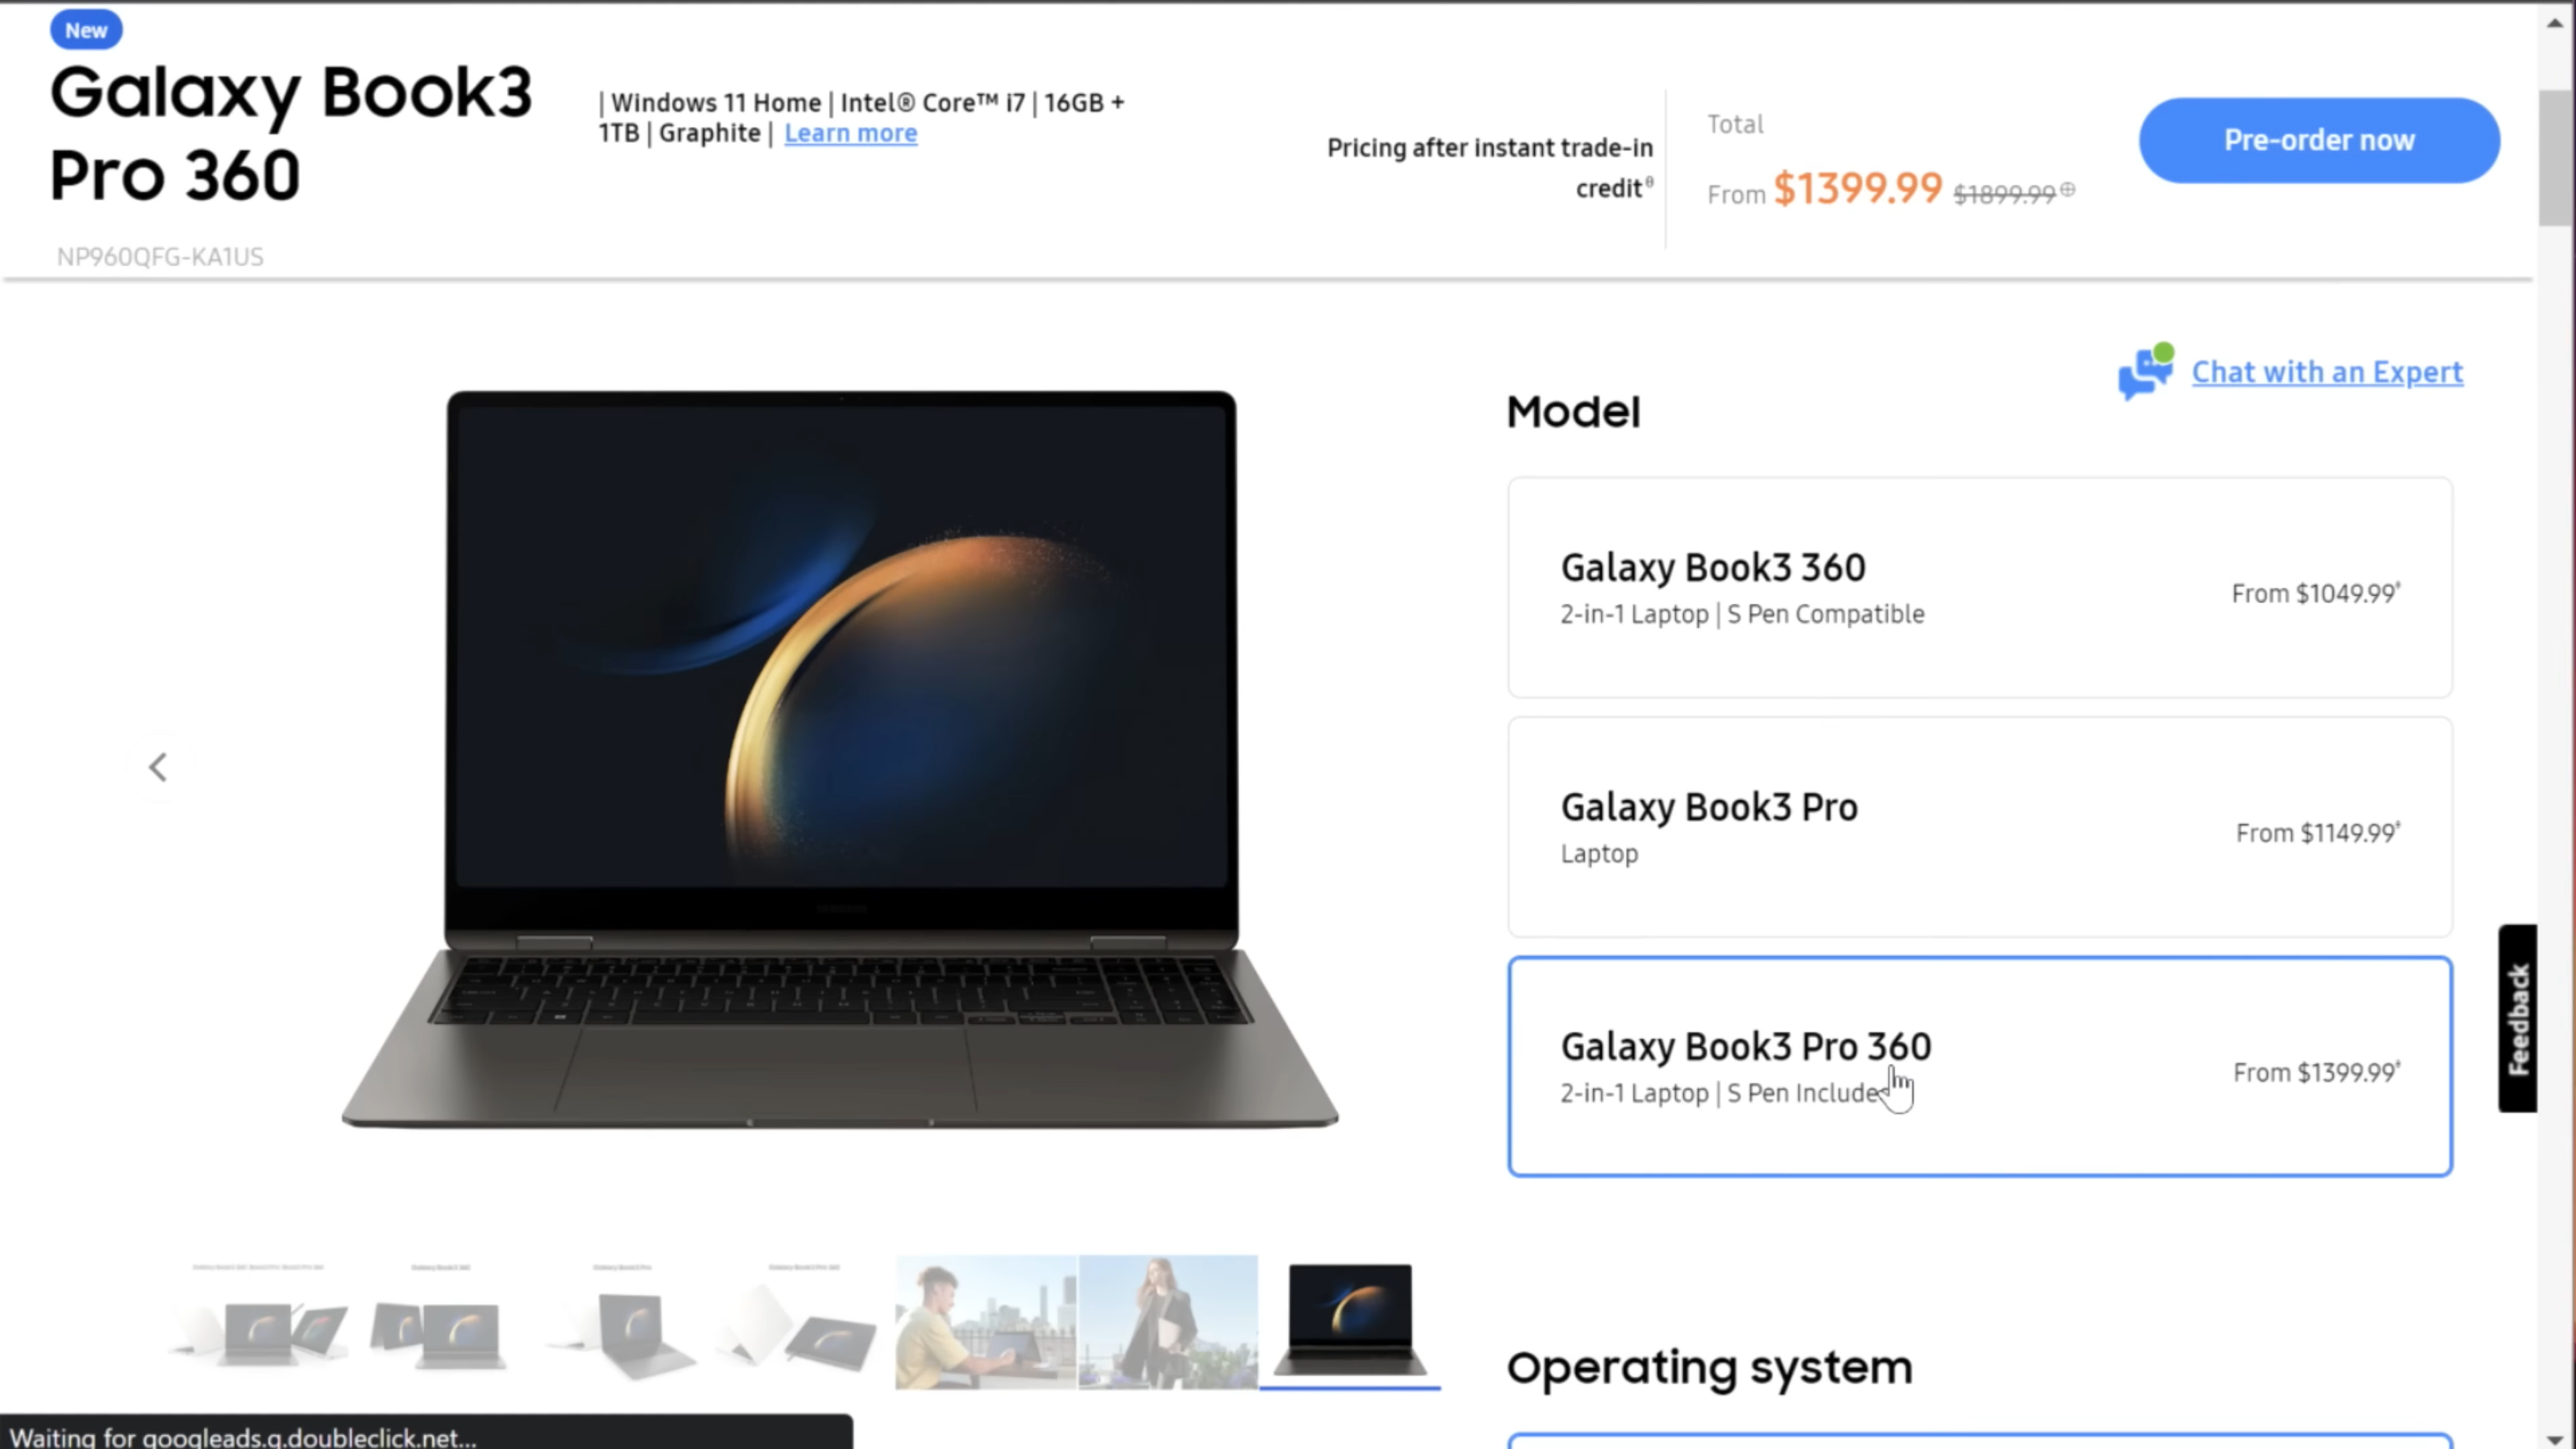 New
Galaxy Book3
Pro 360
NP960QFG-KA1US
| Windows 11 Home | Intel® Core™ i7 | 16GB +
1TB | Graphite | Learn more
Pricing after instant trade-in
credit
Total
From $1399.99 $1899.99
Pre-order now
Chat with an Expert
Model
Galaxy Book3 360
2-in-1 Laptop | S Pen Compatible
From $1049.99
Galaxy Book3 Pro
Laptop
From $1149.99
Galaxy Book3 Pro 360
2-in-1 Laptop | S Pen Include
From $1399.99
Feedback
Operating system
Waiting for googleads.g.doubleclick.net...